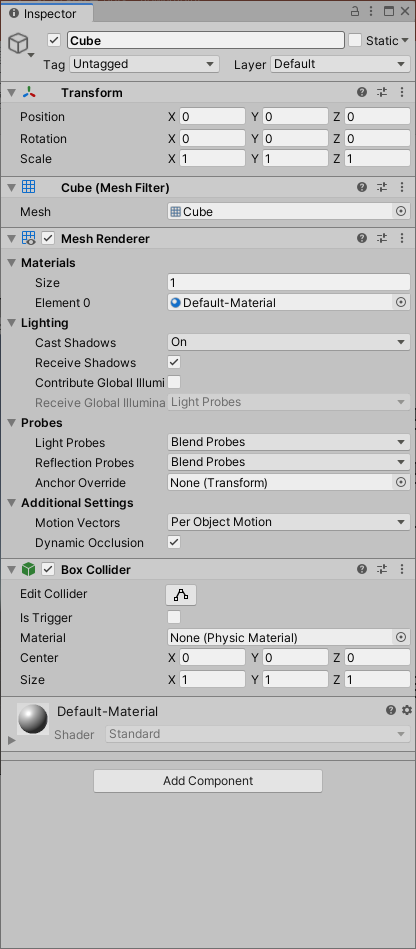 Inspector
Cube Static
Tag Untagged Layer Default
Transform
Position X 0 Y 0 Z 0
Rotation X 0 Y 0 Z 0
Scale X 1 Y 1 Z 1
Cube (Mesh Filter)
Mesh Cube
Mesh Renderer
Materials
Size 1
Element 0 Default-Material
Lighting
Cast Shadows On
Receive Shadows
Contribute Global Illumi
Receive Global Illumina Light Probes
Probes
Light Probes Blend Probes
Reflection Probes Blend Probes
Anchor Override None (Transform)
Additional Settings
Motion Vectors Per Object Motion
Dynamic Occlusion
Box Collider
Edit Collider
Is Trigger
Material None (Physic Material)
Center X 0 Y 0 Z 0
Size X 1 Y 1 Z 1
Default-Material
Shader Standard
Add Component